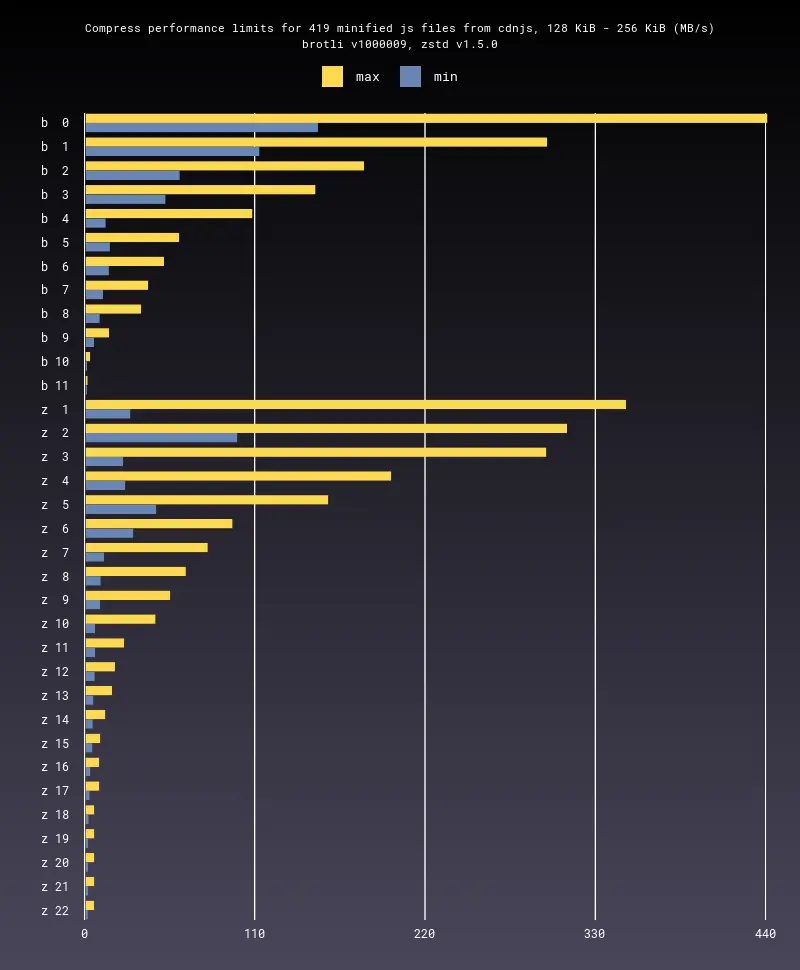 Compress performance limits for 419 minified js files from cdnjs, 128 KiB - 256 KiB (MB/s)
brotli v1000009, zstd v1.5.0
max min
b 0
b 1
b 2
b 3
b 4
b 5
b 6
b 7
b 8
b 9
b 10
b 11
z 1
z 2
z 3
z 4
z 5
z 6
z 7
z 8
z 9
z 10
z 11
z 12
z 13
z 14
z 15
z 16
z 17
z 18
z 19
z 20
z 21
z 22
0 110 220 330 440